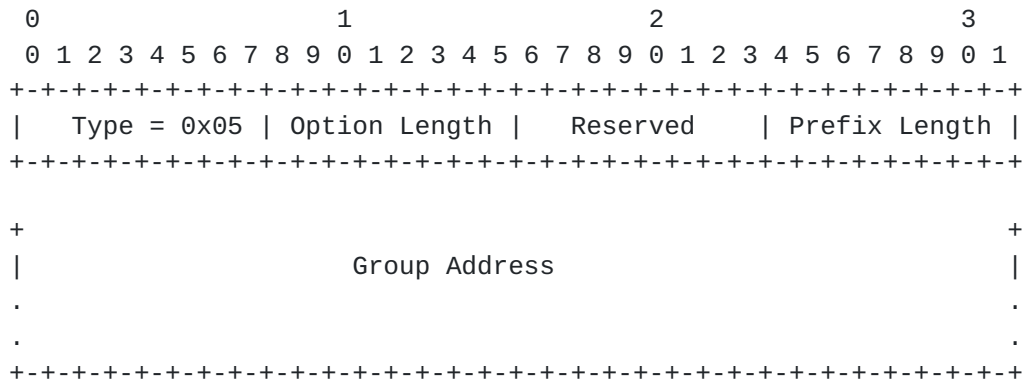 0                   1                   2                   3
 0 1 2 3 4 5 6 7 8 9 0 1 2 3 4 5 6 7 8 9 0 1 2 3 4 5 6 7 8 9 0 1
+-+-+-+-+-+-+-+-+-+-+-+-+-+-+-+-+-+-+-+-+-+-+-+-+-+-+-+-+-+-+-+-+
|   Type = 0x05 | Option Length |   Reserved    | Prefix Length |
+-+-+-+-+-+-+-+-+-+-+-+-+-+-+-+-+-+-+-+-+-+-+-+-+-+-+-+-+-+-+-+-+
+                                                               +
|                     Group Address                             |
.                                                               .
.                                                               .
+-+-+-+-+-+-+-+-+-+-+-+-+-+-+-+-+-+-+-+-+-+-+-+-+-+-+-+-+-+-+-+-+